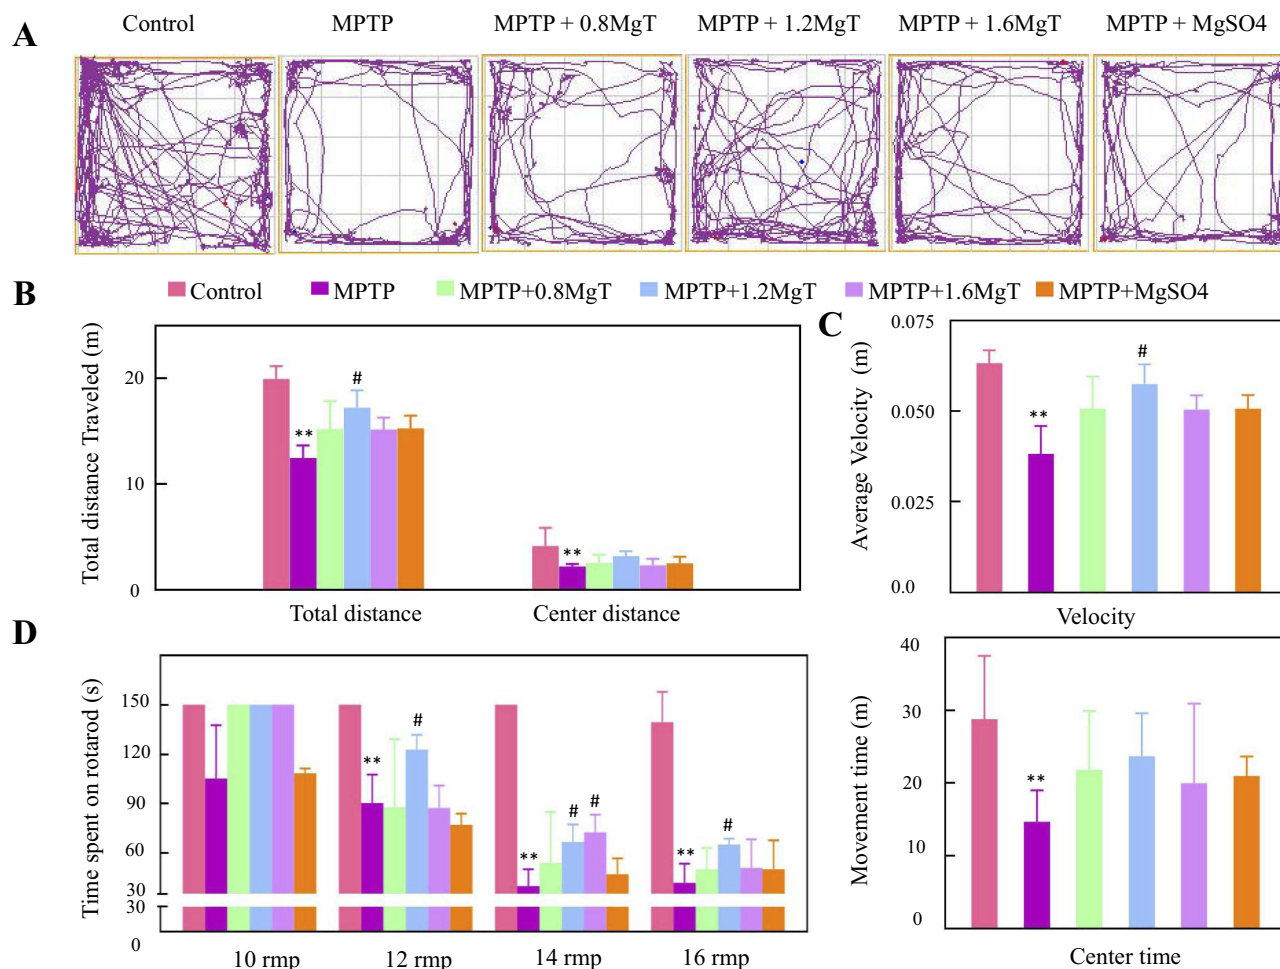 A
Control
MPTP
MPTP + 0.8MgT
MPTP + 1.2MgT
MPTP + 1.6MgT
MPTP + MgSO4
B
Control
MPTP
MPTP+0.8MgT
MPTP+1.2MgT
MPTP+1.6MgT
MPTP+MgSO4
Total distance Traveled (m)
20
10
0
**
#
**
Total distance
Center distance
C
Average Velocity (m)
0.075
0.050
0.025
0.0
**
#
Velocity
D
Time spent on rotarod (s)
150
120
90
60
30
30
0
**
#
**
#
#
**
#
10 rmp
12 rmp
14 rmp
16 rmp
Movement time (m)
40
30
20
10
0
**
Center time